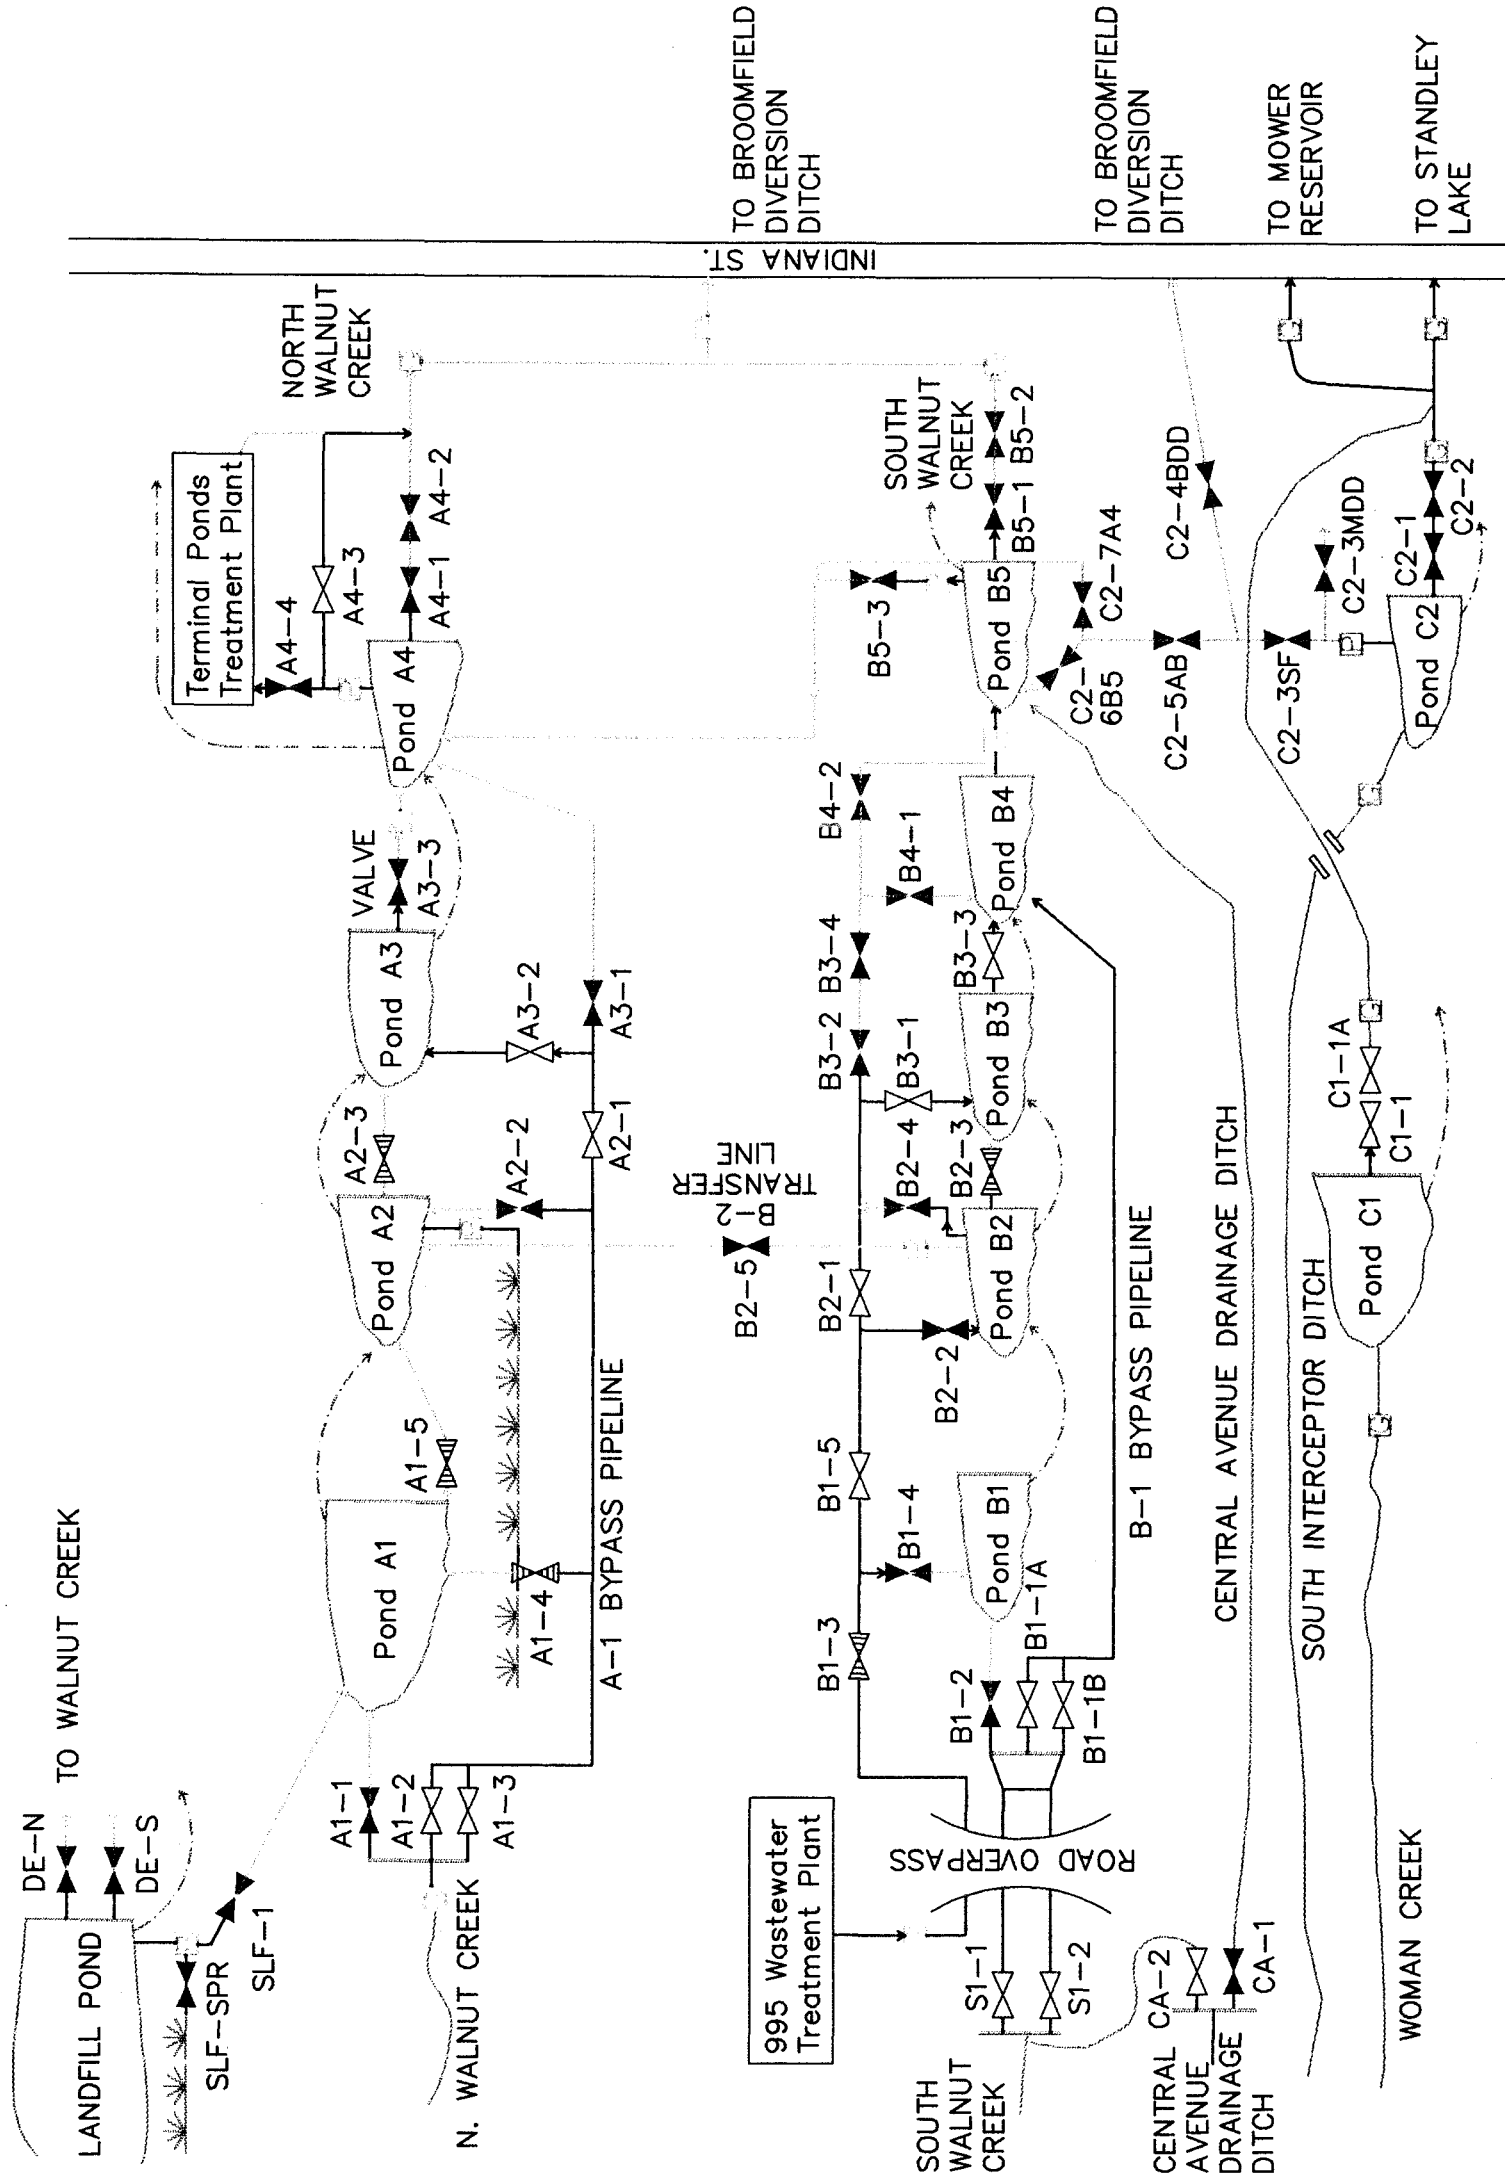 LANDFILL POND
DE-N
DE-S
TO WALNUT CREEK
SLF-SPR
SLF-1
N. WALNUT CREEK
A1-1
A1-2
A1-3
Pond A1
A1-4
A1-5
A-1 BYPASS PIPELINE
Pond A2
A2-3
A2-2
A2-1
Pond A3
A3-2
A3-1
VALVE
A3-3
Pond A4
A4-4
A4-3
A4-1
A4-2
Terminal Ponds
Treatment Plant
NORTH
WALNUT
CREEK
INDIANA ST.
TO BROOMFIELD
DIVERSION
DITCH
995 Wastewater
Treatment Plant
ROAD OVERPASS
SOUTH
WALNUT
CREEK
S1-1
S1-2
B1-3
B1-2
B1-1A
B1-1B
Pond B1
B1-4
B1-5
B-1 BYPASS PIPELINE
B2-5
B-2
TRANSFER
LINE
B2-1
B2-2
Pond B2
B2-4
B2-3
B3-2
B3-1
Pond B3
B3-4
B3-3
B4-2
B4-1
Pond B4
B5-3
Pond B5
B5-1
B5-2
SOUTH
WALNUT
CREEK
C2-7A4
C2-
6B5
C2-5AB
C2-4BDD
TO BROOMFIELD
DIVERSION
DITCH
CENTRAL
AVENUE
DRAINAGE
DITCH
CA-2
CA-1
CENTRAL AVENUE DRAINAGE DITCH
SOUTH INTERCEPTOR DITCH
WOMAN CREEK
G
Pond C1
C1-1A
C1-1
G
G
C2-3SF
G
C2-3MDD
Pond C2
C2-1
C2-2
G
G
G
TO MOWER
RESERVOIR
TO STANDLEY
LAKE